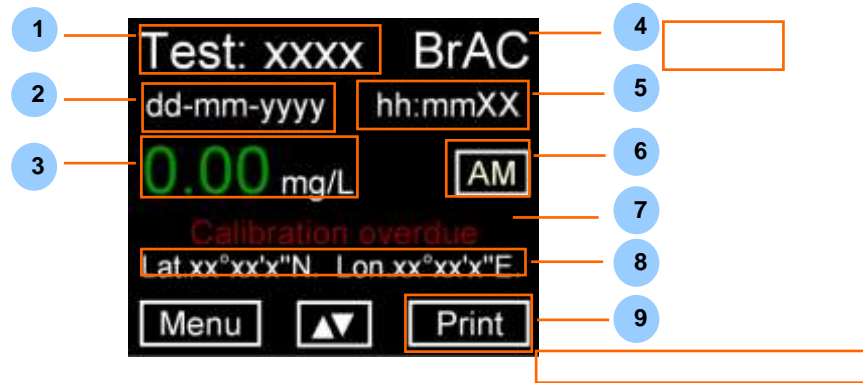 1
Test: xxxx BrAC
4
2
dd-mm-yyyy hh:mmXX
5
3
0.00 mg/L
AM
6
Calibration overdue
7
Lat.xx°xx'x"N. Lon.xx°xx'x"E.
8
Menu ▲▼ Print
9